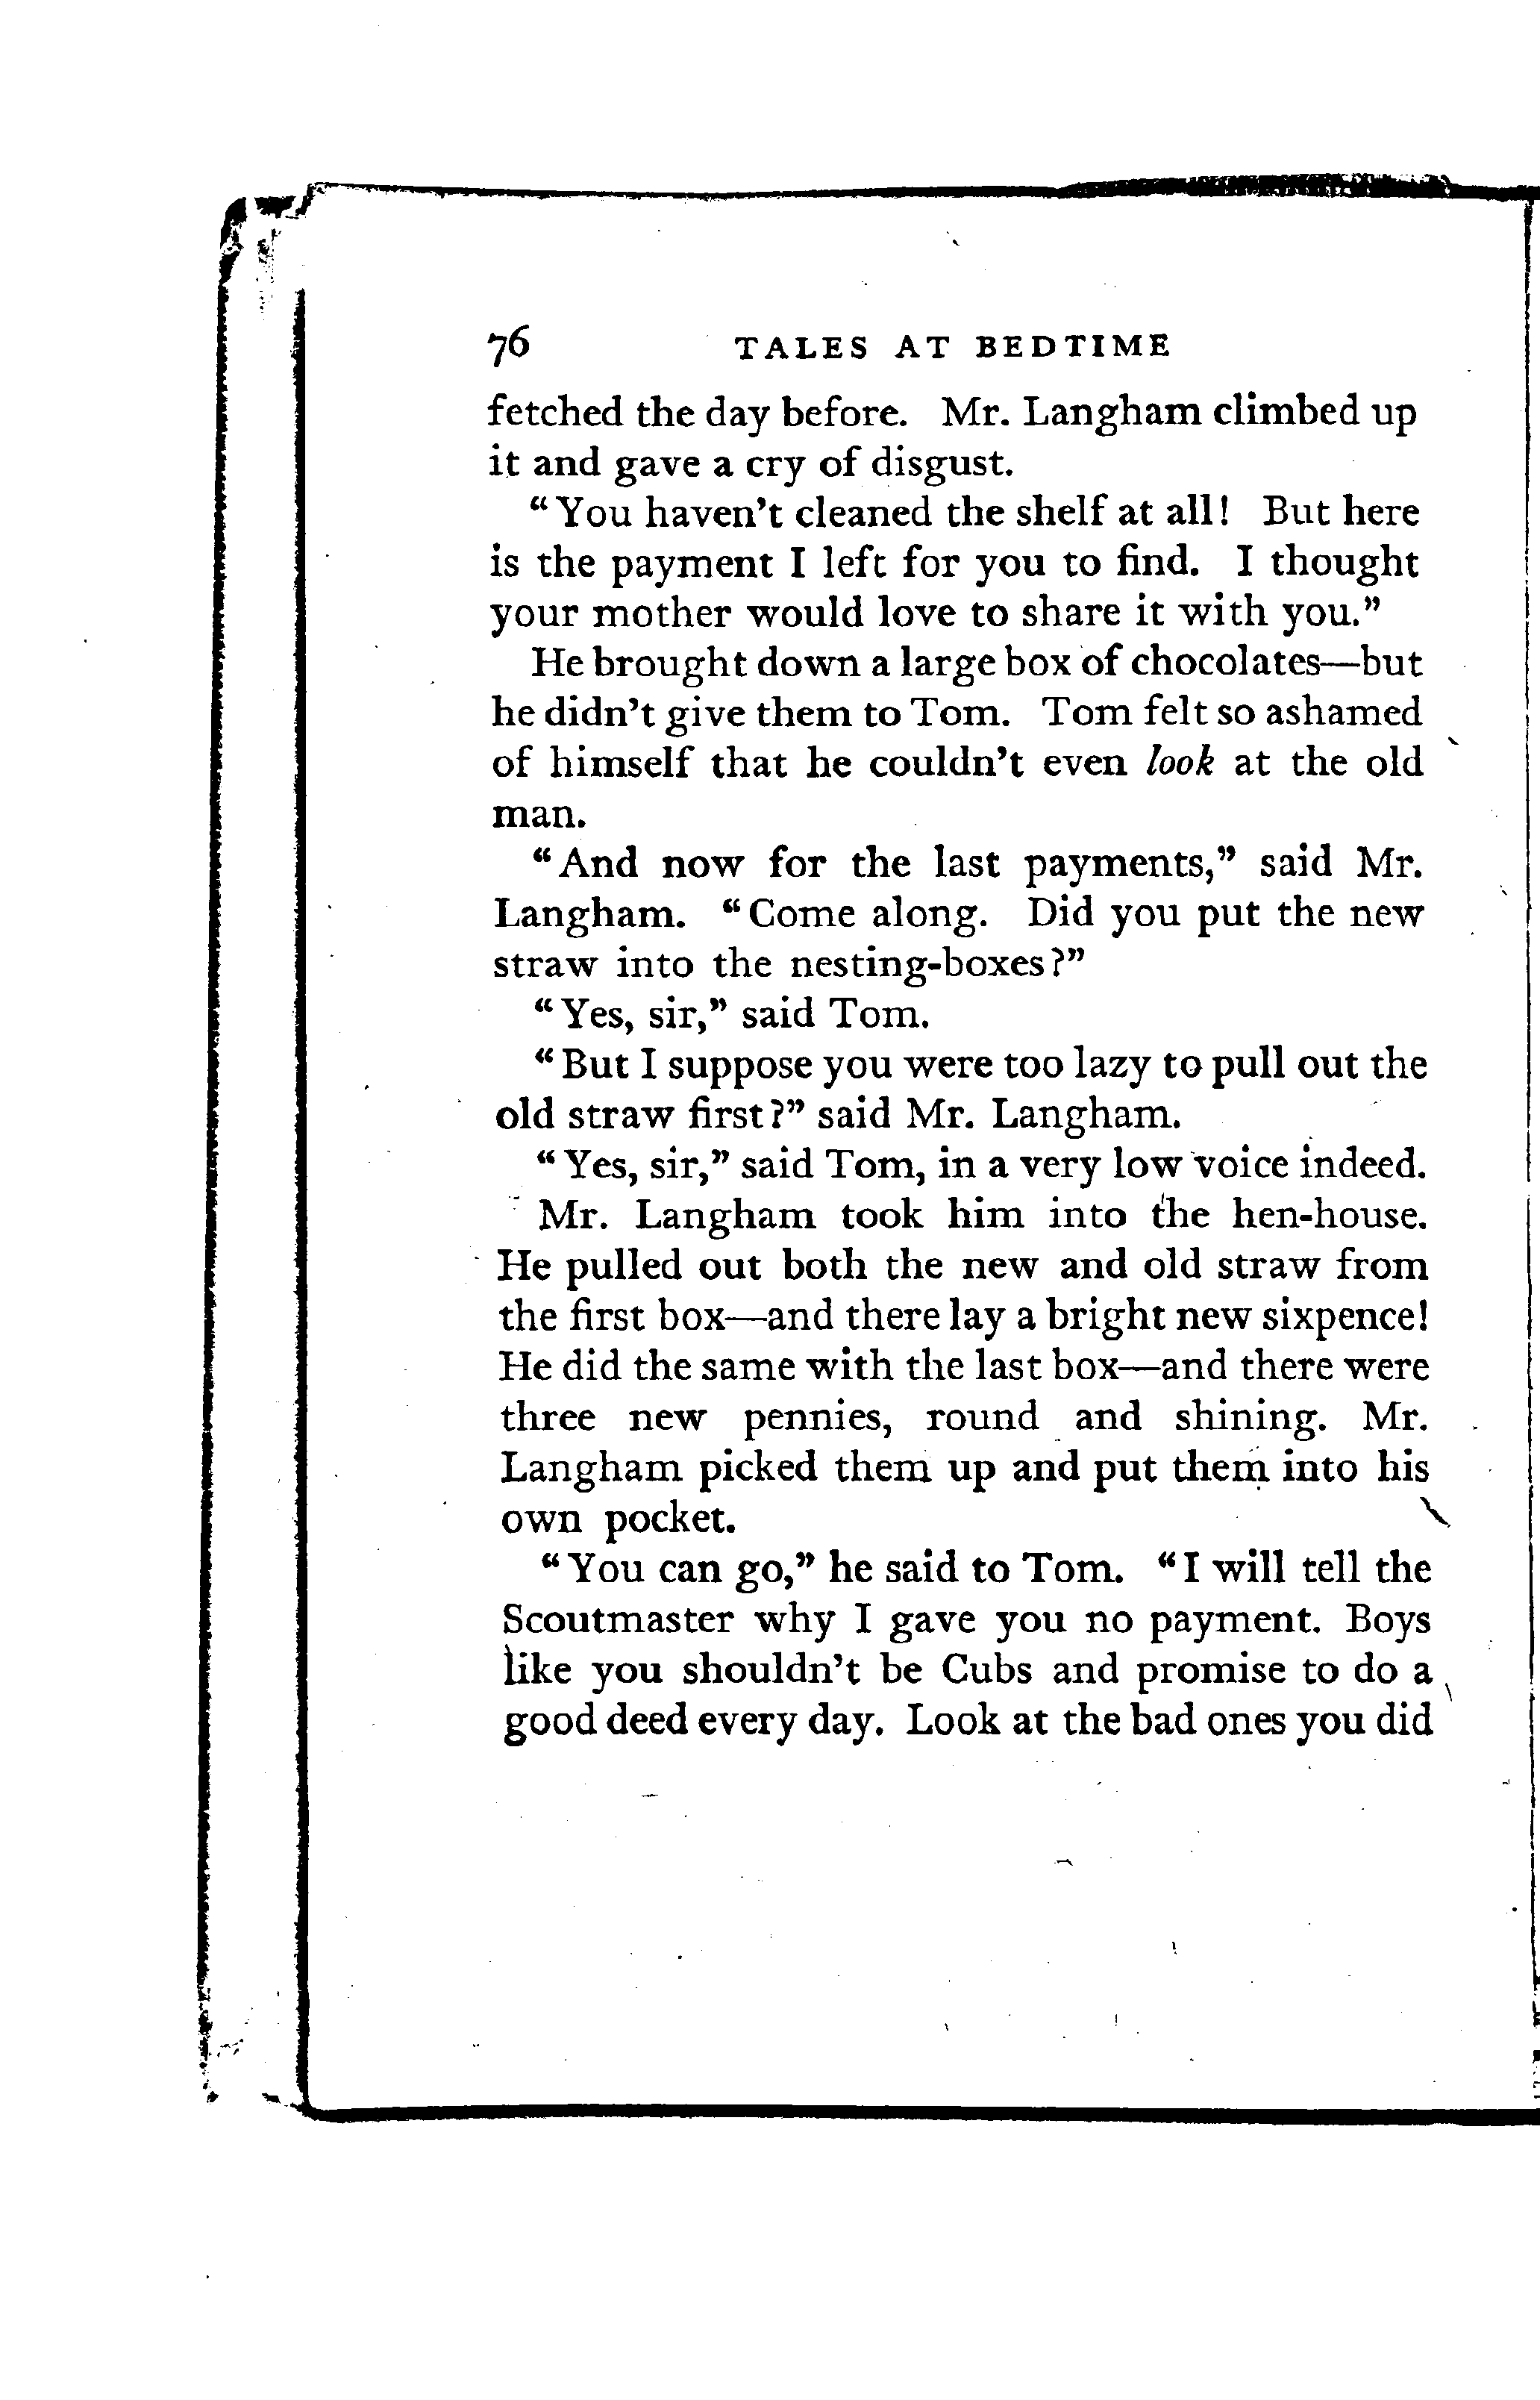 76 TALES AT BEDTIME
fetched the day before. Mr. Langham climbed up
it and gave a cry of disgust.
“You haven’t cleaned the shelf at all! But here
is the payment I left for you to find. I thought
your mother would love to share it with you.”
He brought down a large box of chocolates—but
he didn’t give them to Tom. Tom felt so ashamed
of himself that he couldn’t even look at the old
man.
“And now for the last payments,” said Mr.
Langham. “Come along. Did you put the new
straw into the nesting-boxes?”
“Yes, sir,” said Tom.
“But I suppose you were too lazy to pull out the
old straw first?” said Mr. Langham.
“Yes, sir,” said Tom, in a very low voice indeed.
Mr. Langham took him into the hen-house.
He pulled out both the new and old straw from
the first box—and there lay a bright new sixpence!
He did the same with the last box—and there were
three new pennies, round and shining. Mr.
Langham picked them up and put them into his
own pocket.
“You can go,” he said to Tom. “I will tell the
Scoutmaster why I gave you no payment. Boys
like you shouldn’t be Cubs and promise to do a
good deed every day. Look at the bad ones you did